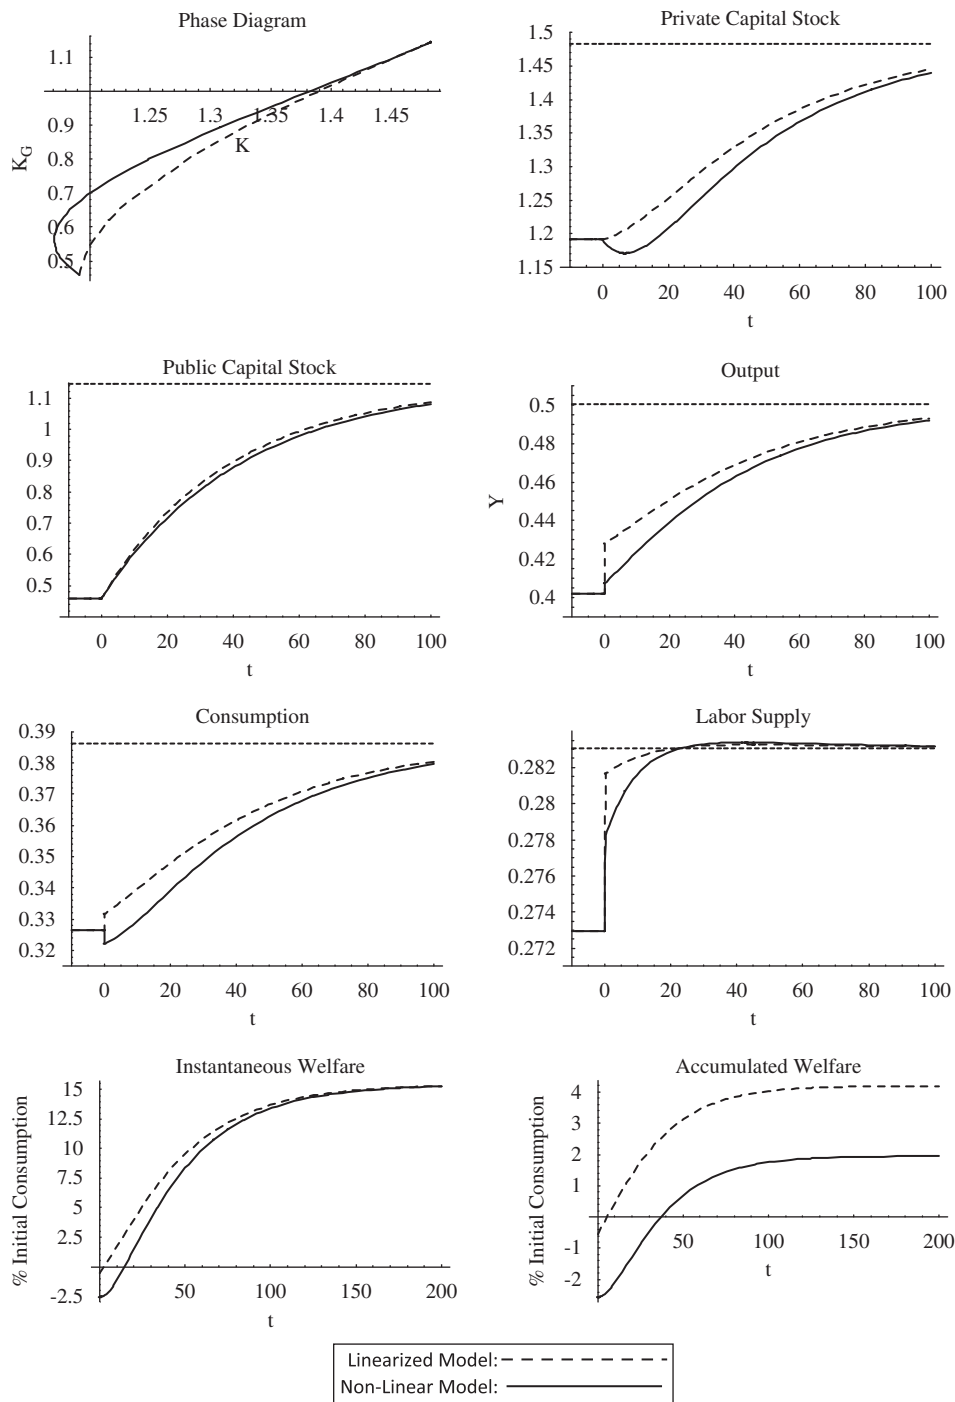 Phase Diagram
1.1
0.9
0.8
0.7
0.6
0.5
K_G
1.25
1.3
1.35
1.4
1.45
K
Private Capital Stock
1.5
1.45
1.4
1.35
1.3
1.25
1.2
1.15
0 20 40 60 80 100
t
Public Capital Stock
1.1
1
0.9
0.8
0.7
0.6
0.5
0 20 40 60 80 100
t
Output
Y
0.5
0.48
0.46
0.44
0.42
0.4
0 20 40 60 80 100
t
Consumption
0.39
0.38
0.37
0.36
0.35
0.34
0.33
0.32
0 20 40 60 80 100
t
Labor Supply
0.282
0.28
0.278
0.276
0.274
0.272
0 20 40 60 80 100
t
Instantaneous Welfare
% Initial Consumption
15
12.5
10
7.5
5
2.5
-2.5
50 100 150 200
t
Accumulated Welfare
% Initial Consumption
4
3
2
1
-1
-2
50 100 150 200
t
Linearized Model:
Non-Linear Model: